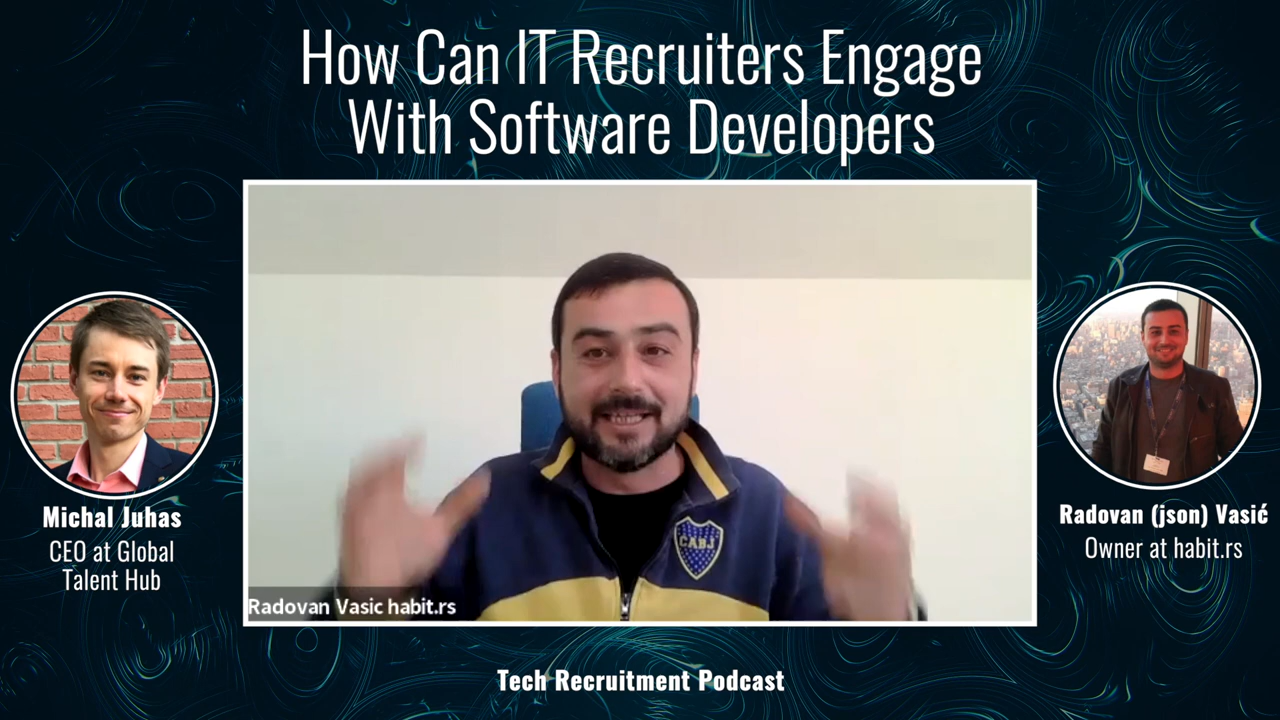 How Can IT Recruiters Engage
With Software Developers
CABJ
Radovan Vasic habit.rs
Michal Juhas
CEO at Global
Talent Hub
Radovan (json) Vasić
Owner at habit.rs
Tech Recruitment Podcast